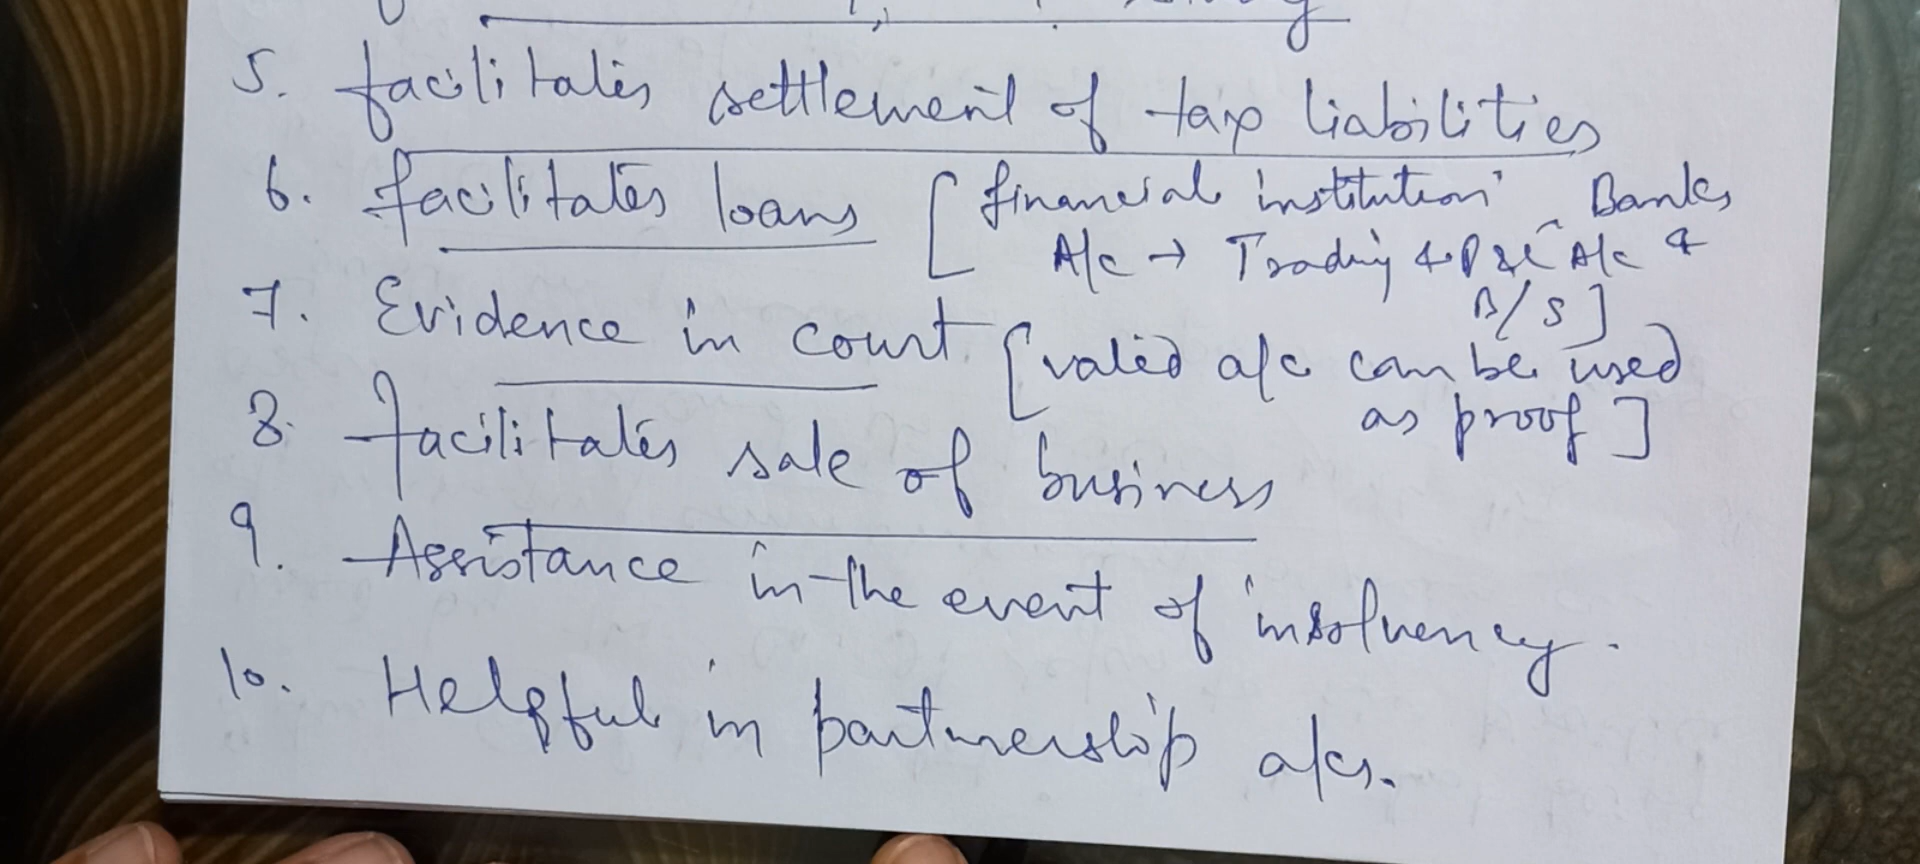 5. facilitates settlement of tax liabilities
6. facilitates loans [ financial institution Banks
A/c → Trading & P&L A/c &
B/S ]
7. Evidence in court [ valid a/c can be used
as proof ]
8. facilitates sale of business
9. Assistance in the event of insolvency.
10. Helpful in partnership a/cs.